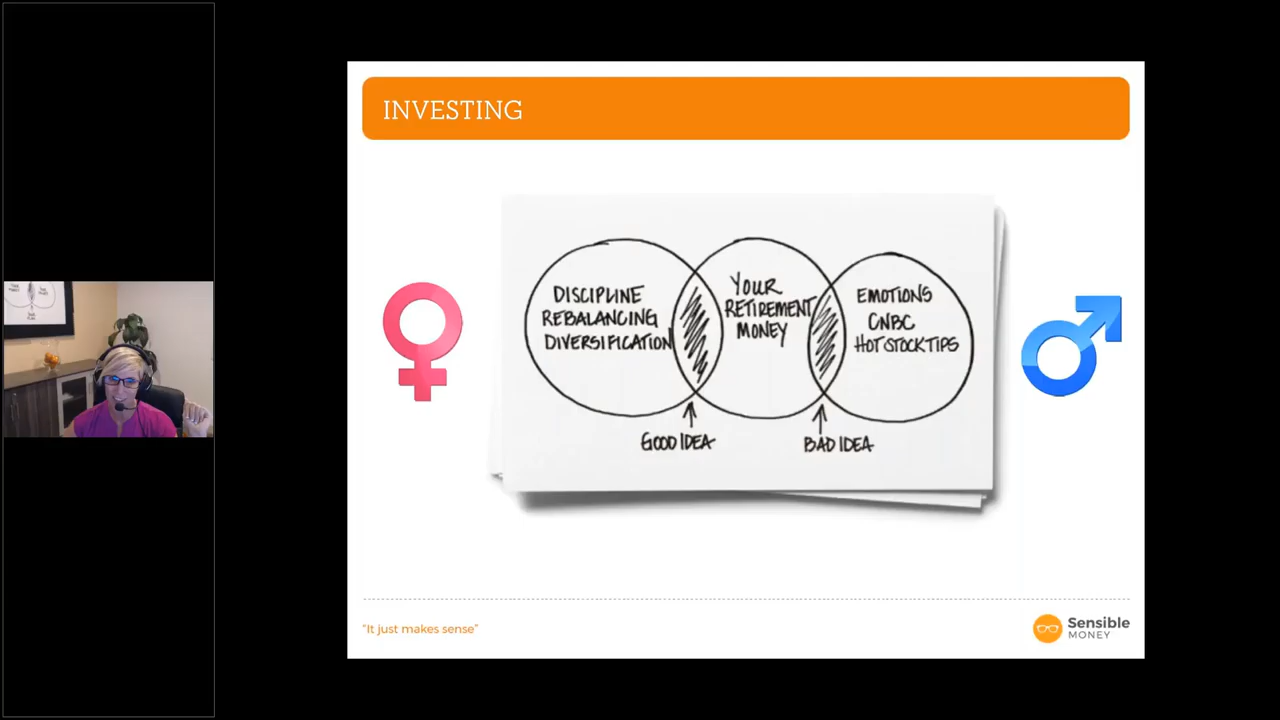 INVESTING
DISCIPLINE
REBALANCING
DIVERSIFICATION
YOUR
RETIREMENT
MONEY
EMOTIONS
CNBC
HOT STOCK TIPS
GOOD IDEA
BAD IDEA
"It just makes sense"
Sensible
MONEY